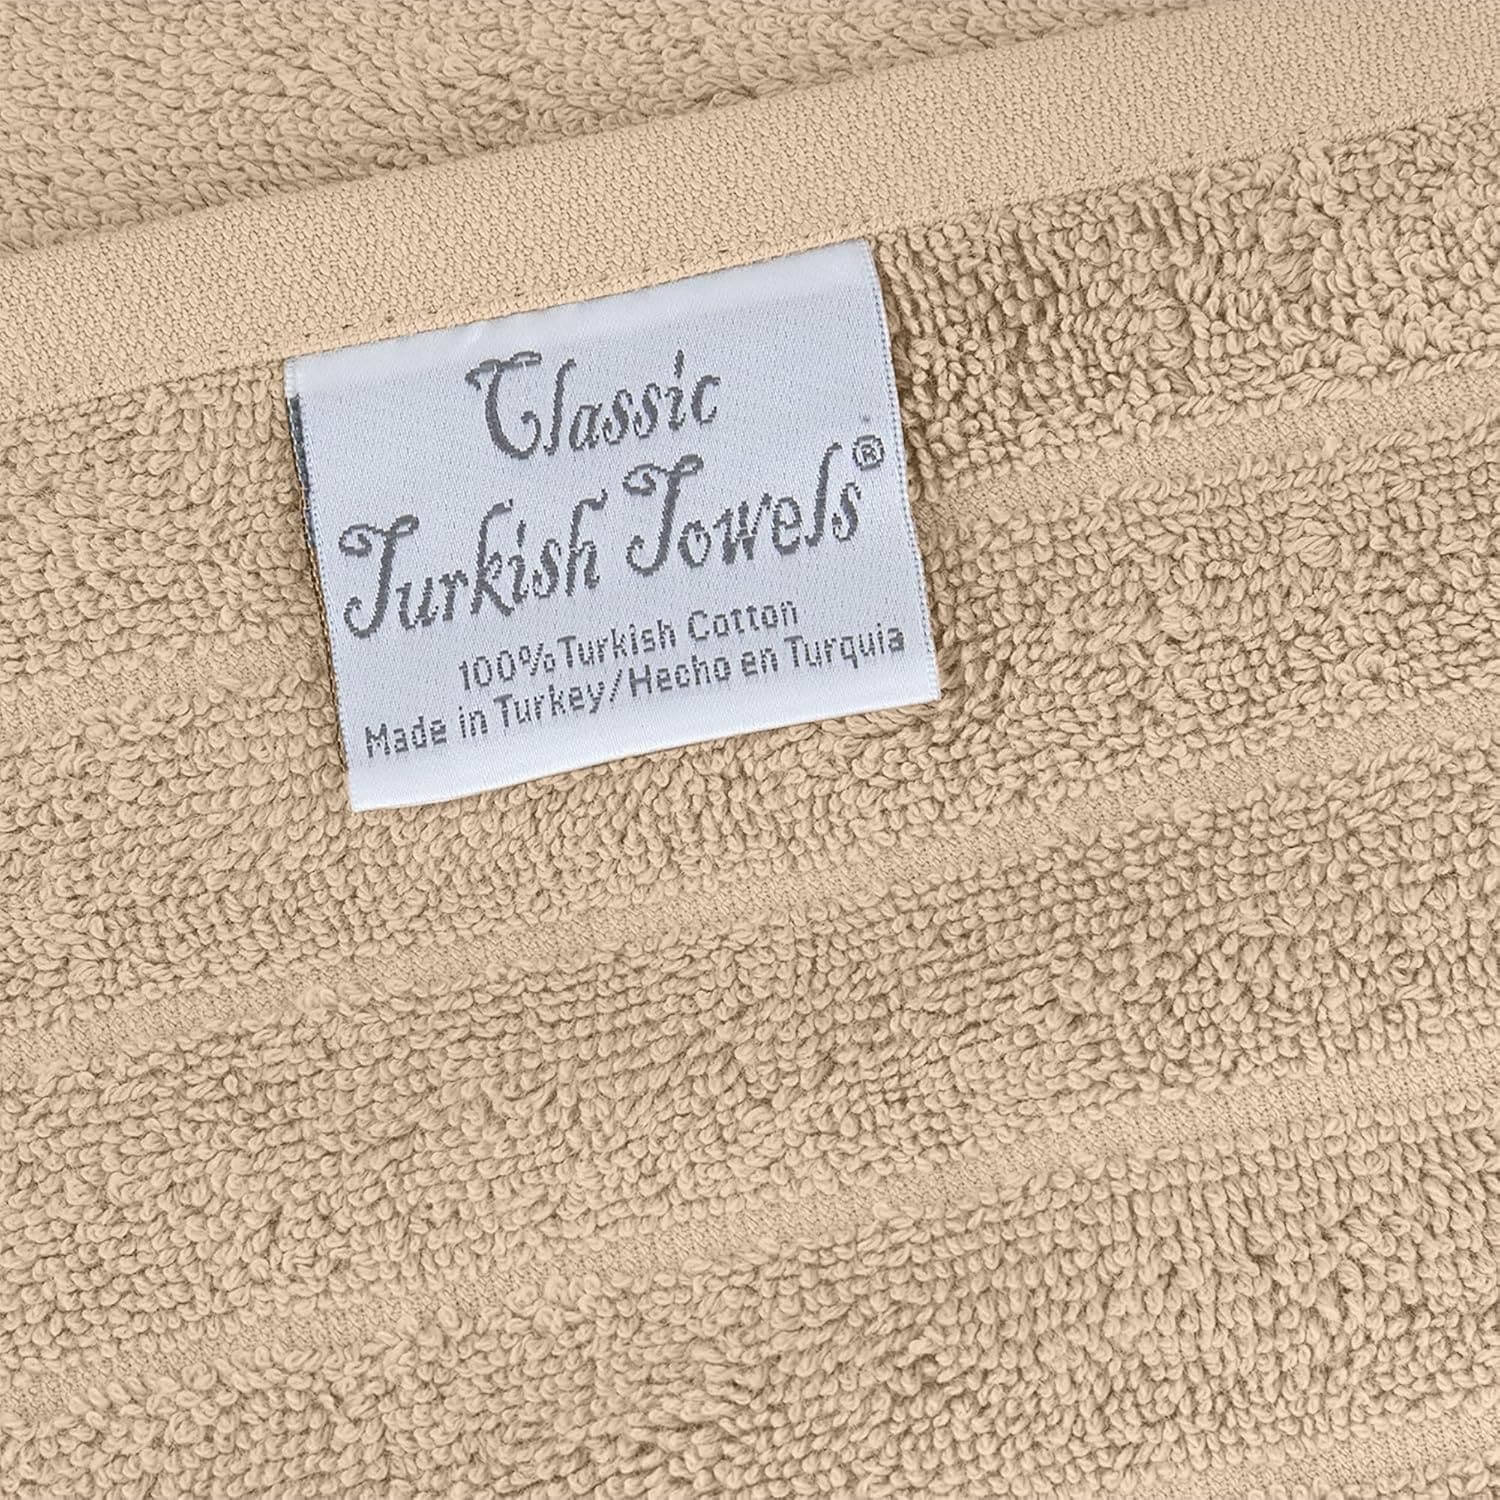 Classic
Turkish Towels®
100% Turkish Cotton
Made in Turkey/Hecho en Turquia